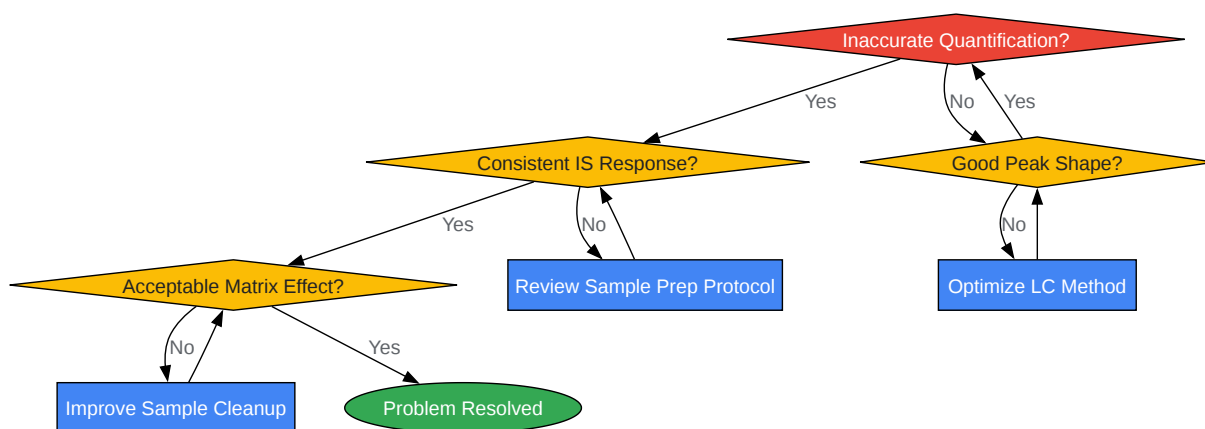 Inaccurate Quantification?
Yes
No
Yes
Consistent IS Response?
Good Peak Shape?
Yes
No
No
Acceptable Matrix Effect?
Review Sample Prep Protocol
Optimize LC Method
No
Yes
Improve Sample Cleanup
Problem Resolved